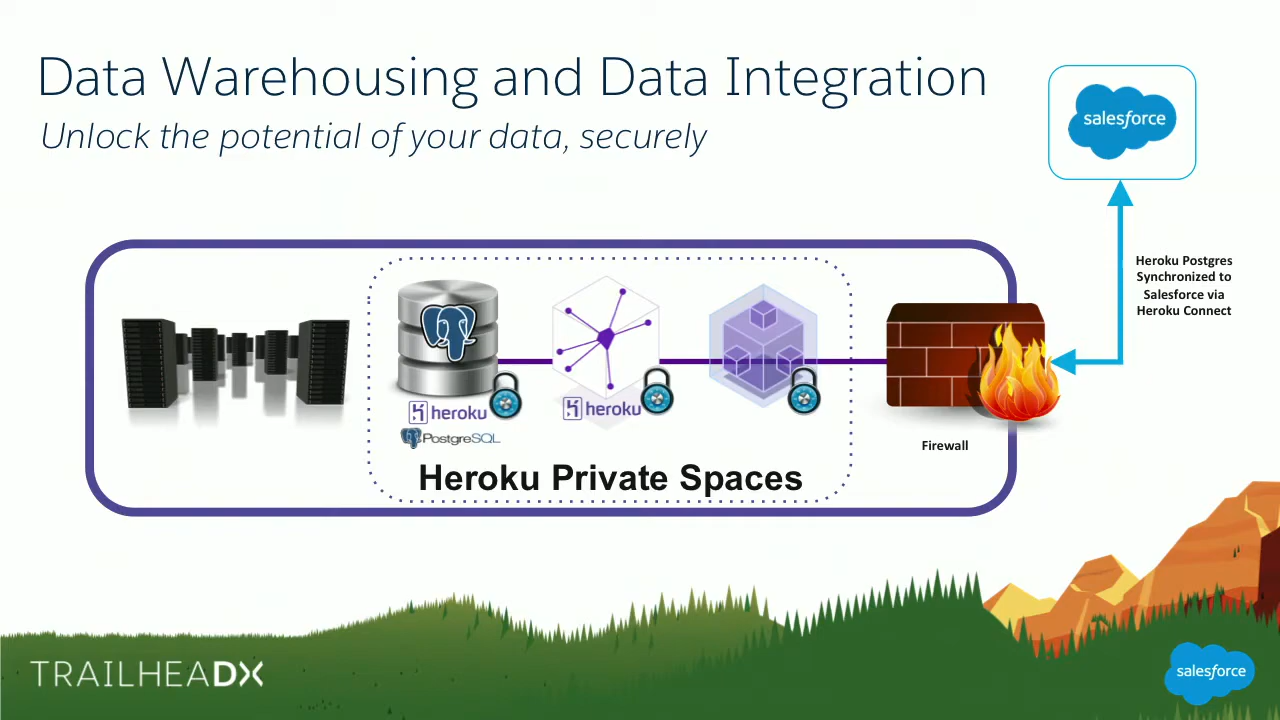 Data Warehousing and Data Integration
Unlock the potential of your data, securely
salesforce
Heroku Postgres
Synchronized to
Salesforce via
Heroku Connect
heroku
PostgreSQL
heroku
Firewall
Heroku Private Spaces
TRAILHEADX
salesforce